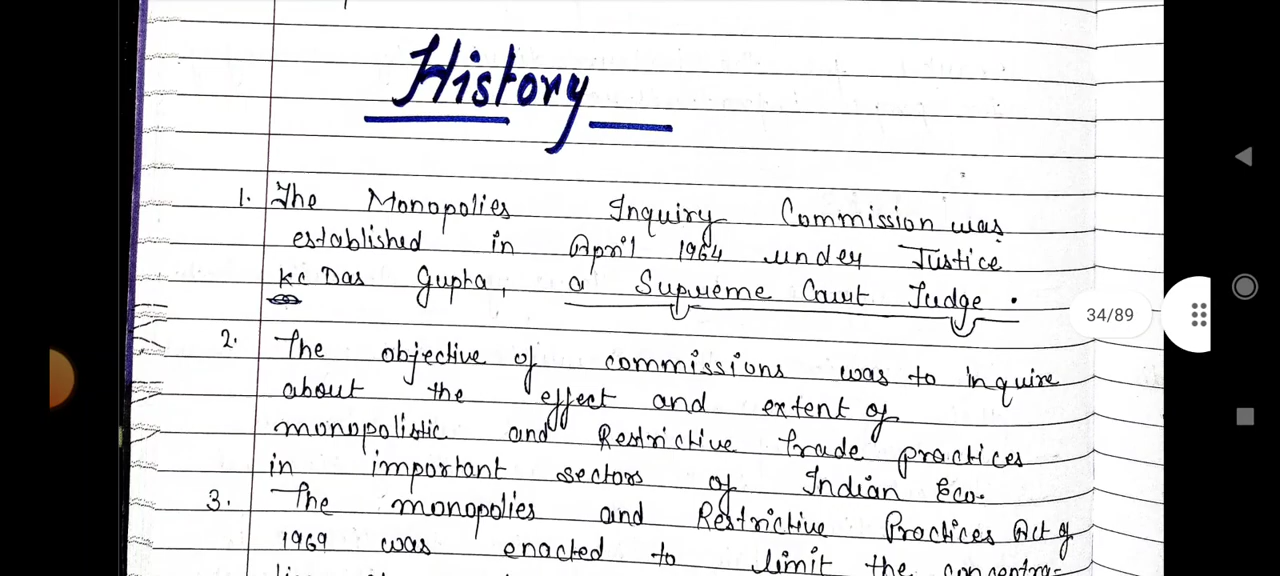 History
1. The Monopolies Inquiry Commission was
established in April 1964 under Justice
KC Das Gupta, a Supreme Court Judge.
34/89
2. The objective of commissions was to inquire
about the effect and extent of
monopolistic and Restrictive trade practices
in important sectors of Indian Eco.
3. The monopolies and Restrictive Practices Act of
1969 was enacted to limit the concentra-